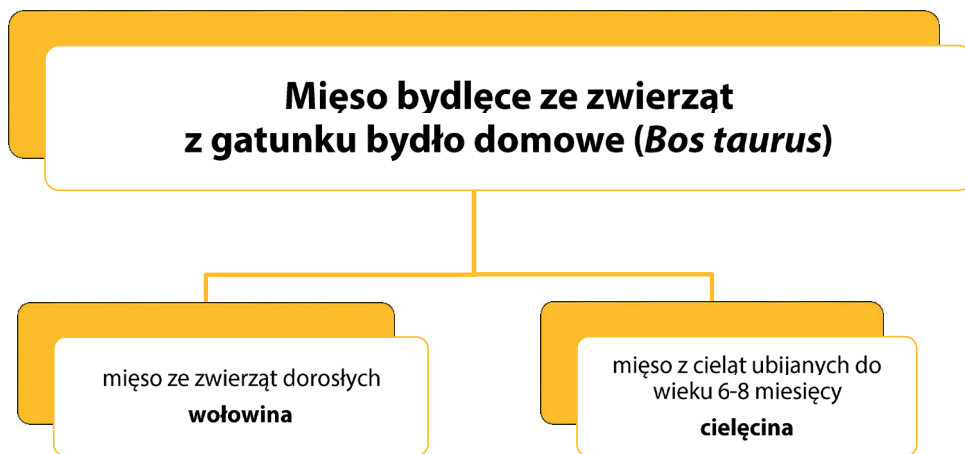 Mięso bydlęce ze zwierząt
z gatunku bydło domowe (Bos taurus)
mięso ze zwierząt dorosłych
wołowina
mięso z cieląt ubijanych do
wieku 6-8 miesięcy
cielęcina